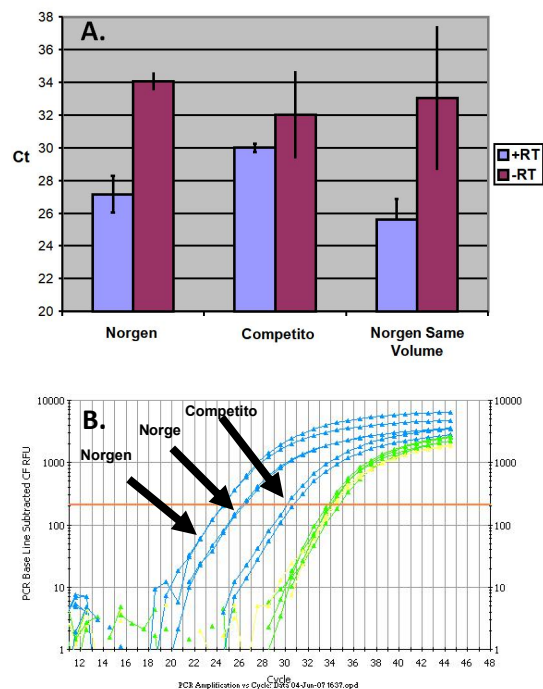 A.
38
36
34
32
30
28
26
24
22
20
Ct
+RT
-RT
Norgen
Competito
Norgen Same
Volume
B.
Competito
Norge
Norgen
10000
1000
100
10
1
10000
1000
100
10
1
PCR Base Line Subtracted CF RFU
12 14 16 18 20 22 24 26 28 30 32 34 36 38 40 42 44 46 48
Cycle
PCR Amplification vs Cycle: Data 04-Jun-07 1637.opd